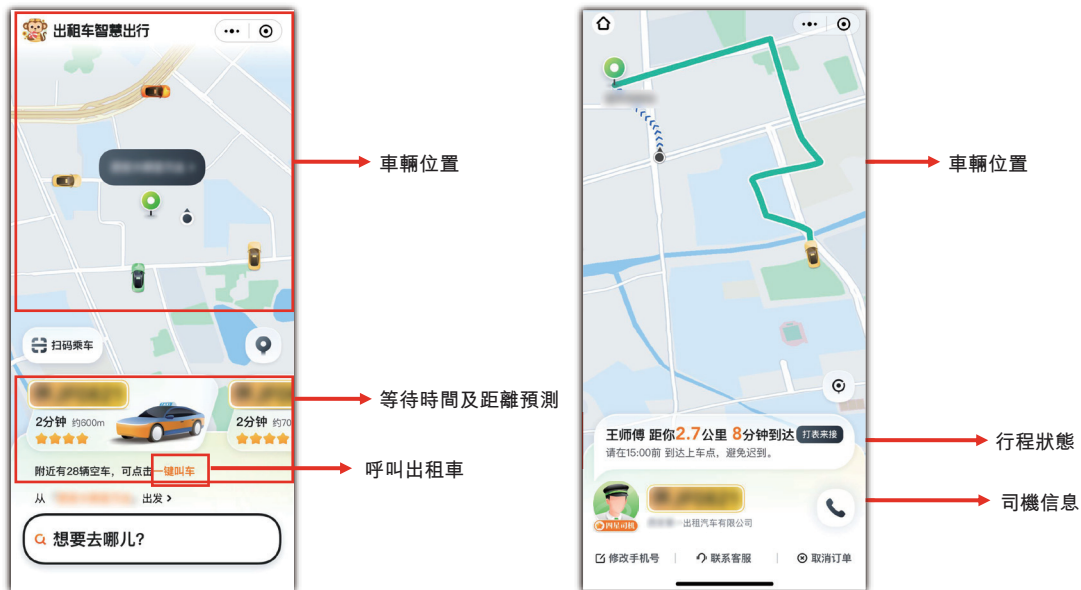 出租车智慧出行
車輛位置
扫码乘车
2分钟 约600m
2分钟 约70
等待時間及距離預測
附近有28辆空车，可点击一键叫车
呼叫出租車
从
出发
想要去哪儿?
車輛位置
王师傅 距你2.7公里 8分钟到达 打表来接
请在15:00前 到达上车点，避免迟到。
行程狀態
四星司机
出租汽车有限公司
司機信息
修改手机号
联系客服
取消订单